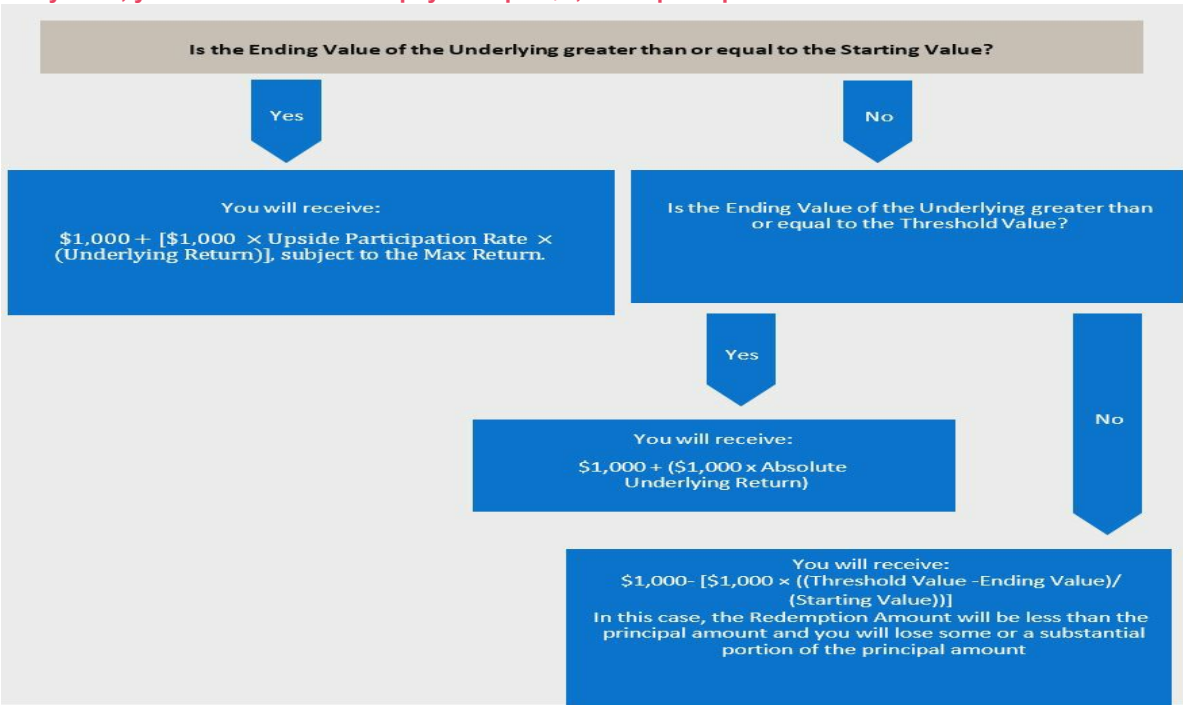 Is the Ending Value of the Underlying greater than or equal to the Starting Value?
Yes
No
You will receive:
$1,000 + [$1,000 × Upside Participation Rate ×
(Underlying Return)], subject to the Max Return.
Is the Ending Value of the Underlying greater than
or equal to the Threshold Value?
Yes
No
You will receive:
$1,000 + ($1,000 x Absolute
Underlying Return)
You will receive:
$1,000- [$1,000 × ((Threshold Value -Ending Value)/
(Starting Value))]
In this case, the Redemption Amount will be less than the
principal amount and you will lose some or a substantial
portion of the principal amount